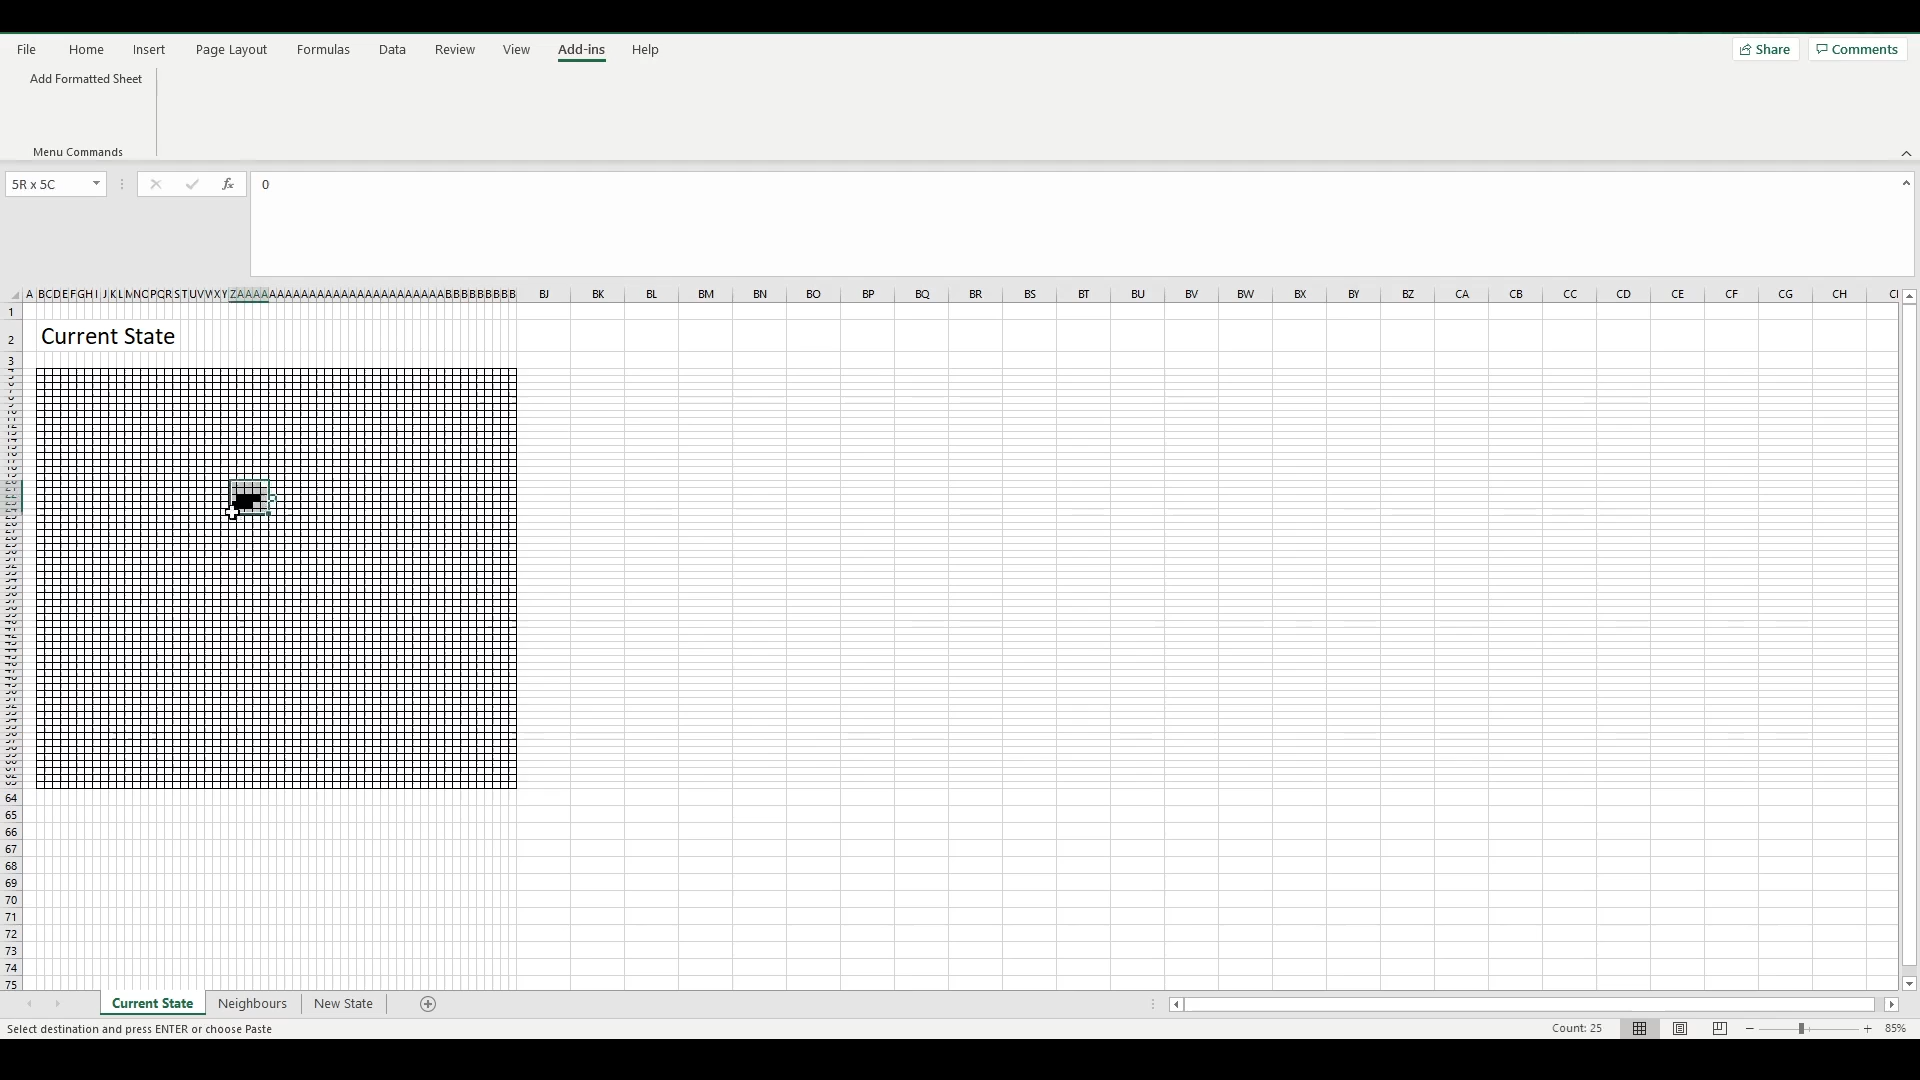 File Home Insert Page Layout Formulas Data Review View Add-ins Help Share Comments
Add Formatted Sheet
Menu Commands
5R x 5C fx 0
A B C D E F G H I J K L M N O P Q R S T U V W X Y Z A A A A A A A A A A A A A A A A A A A A A A A A A A B B B B B B B B B BJ BK BL BM BN BO BP BQ BR BS BT BU BV BW BX BY BZ CA CB CC CD CE CF CG CH
1
2 Current State
3
64
65
66
67
68
69
70
71
72
73
74
75
Current State Neighbours New State
Select destination and press ENTER or choose Paste Count: 25 85%